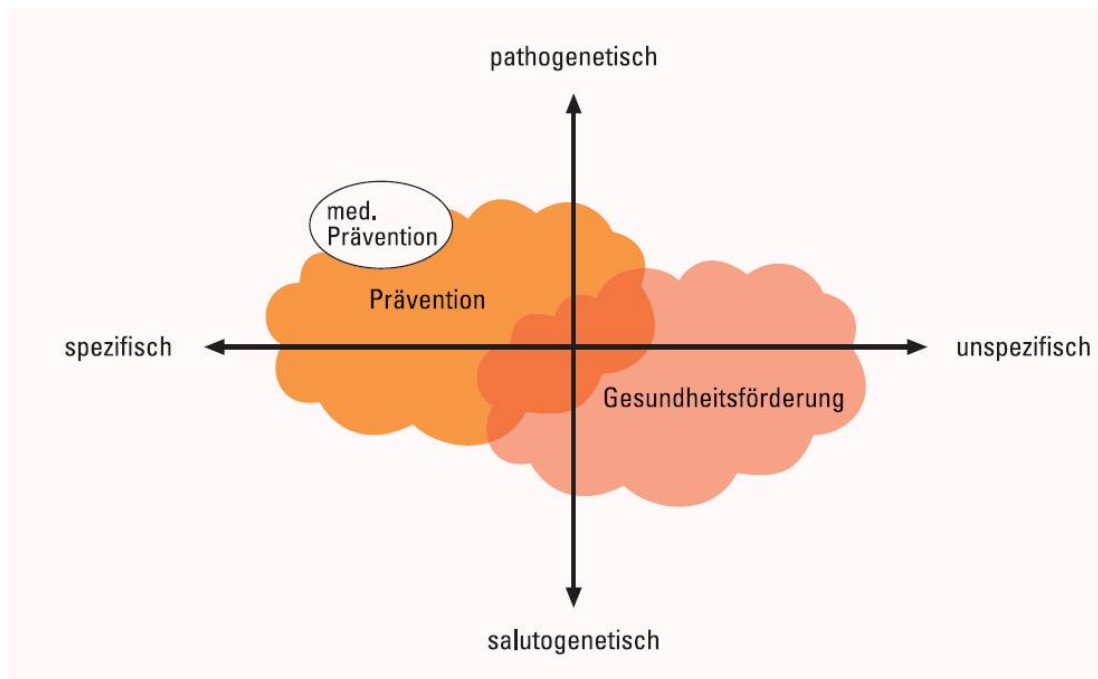 pathogenetisch
med.
Prävention
Prävention
spezifisch
unspezifisch
Gesundheitsförderung
salutogenetisch